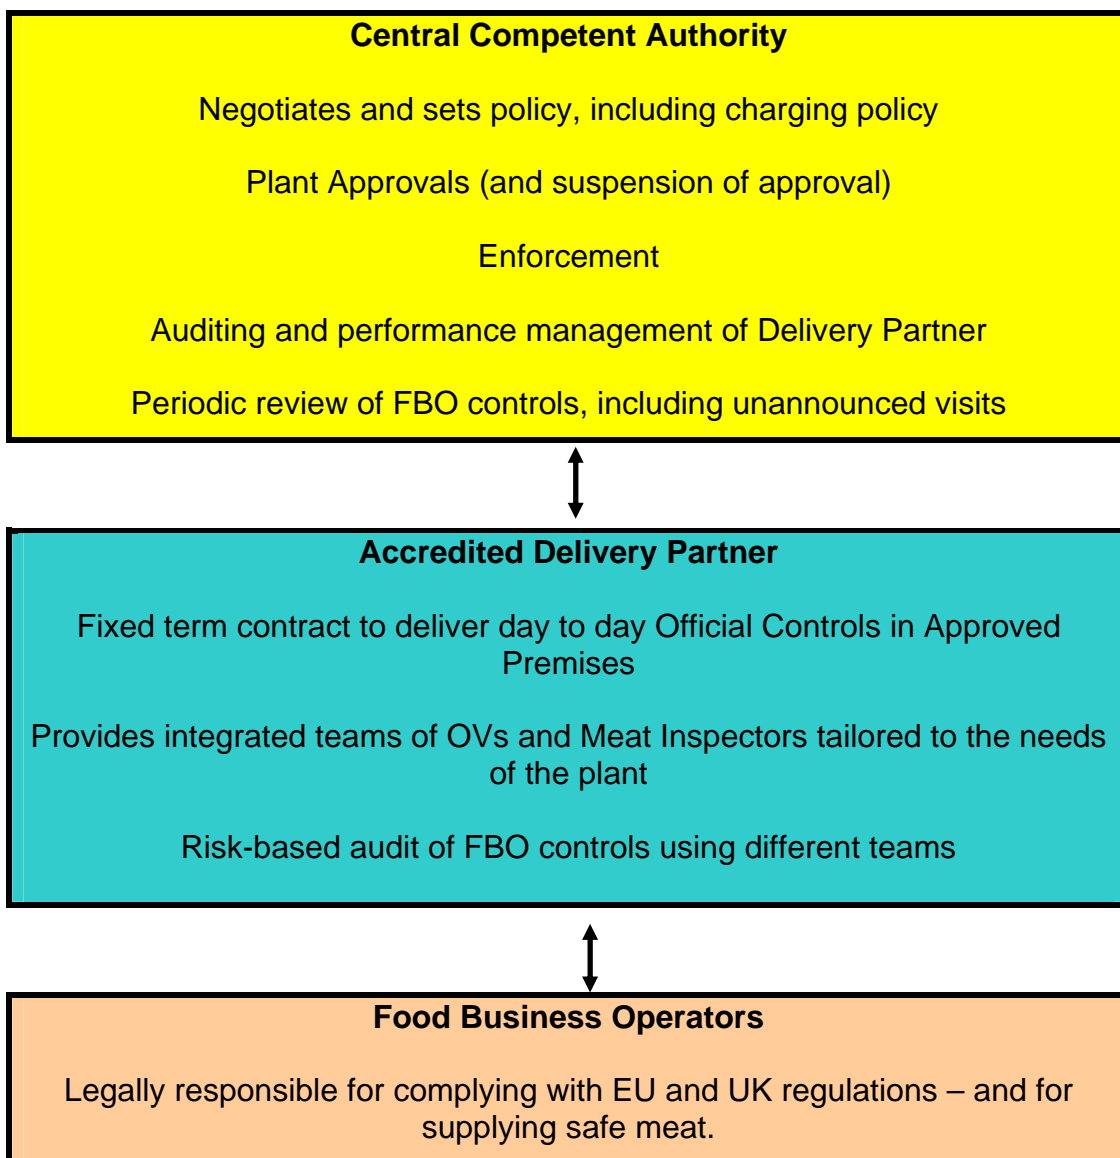 Central Competent Authority
Negotiates and sets policy, including charging policy
Plant Approvals (and suspension of approval)
Enforcement
Auditing and performance management of Delivery Partner
Periodic review of FBO controls, including unannounced visits
Accredited Delivery Partner
Fixed term contract to deliver day to day Official Controls in Approved
Premises
Provides integrated teams of OVs and Meat Inspectors tailored to the needs
of the plant
Risk-based audit of FBO controls using different teams
Food Business Operators
Legally responsible for complying with EU and UK regulations – and for
supplying safe meat.